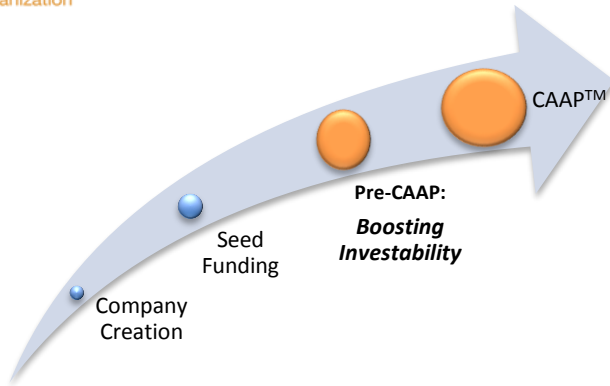 CAAP™
Pre-CAAP:
Boosting
Investability
Seed
Funding
Company
Creation